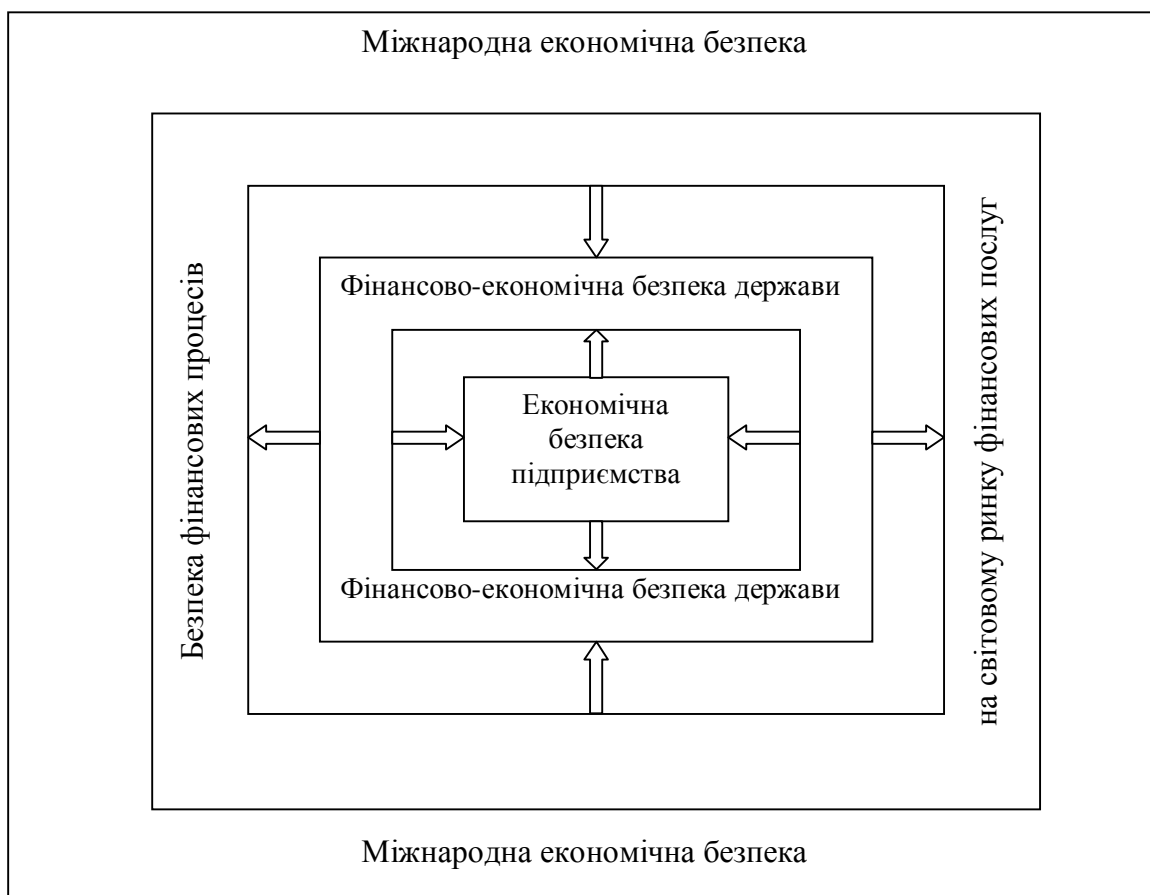 Міжнародна економічна безпека
Безпека фінансових процесів
на світовому ринку фінансових послуг
Фінансово-економічна безпека держави
Економічна
безпека
підприємства
Фінансово-економічна безпека держави
Міжнародна економічна безпека